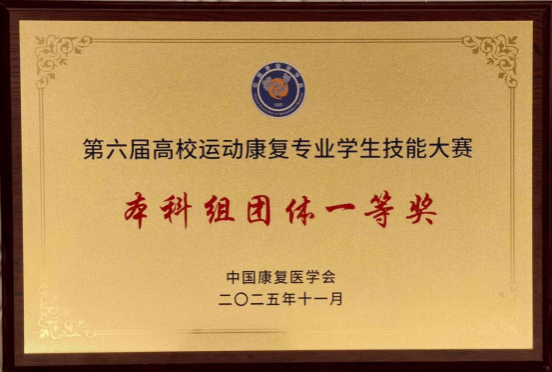 第六届高校运动康复专业学生技能大赛
本科组团体一等奖
中国康复医学会
二〇二五年十一月